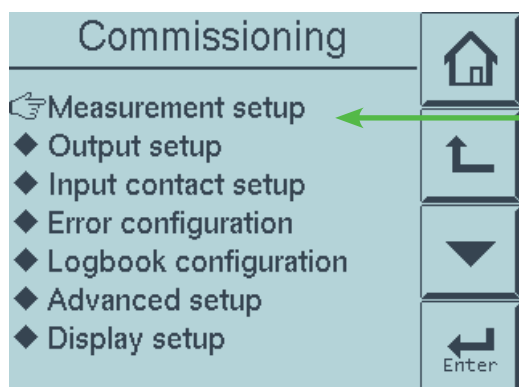 Commissioning
Measurement setup
Output setup
Input contact setup
Error configuration
Logbook configuration
Advanced setup
Display setup
Enter